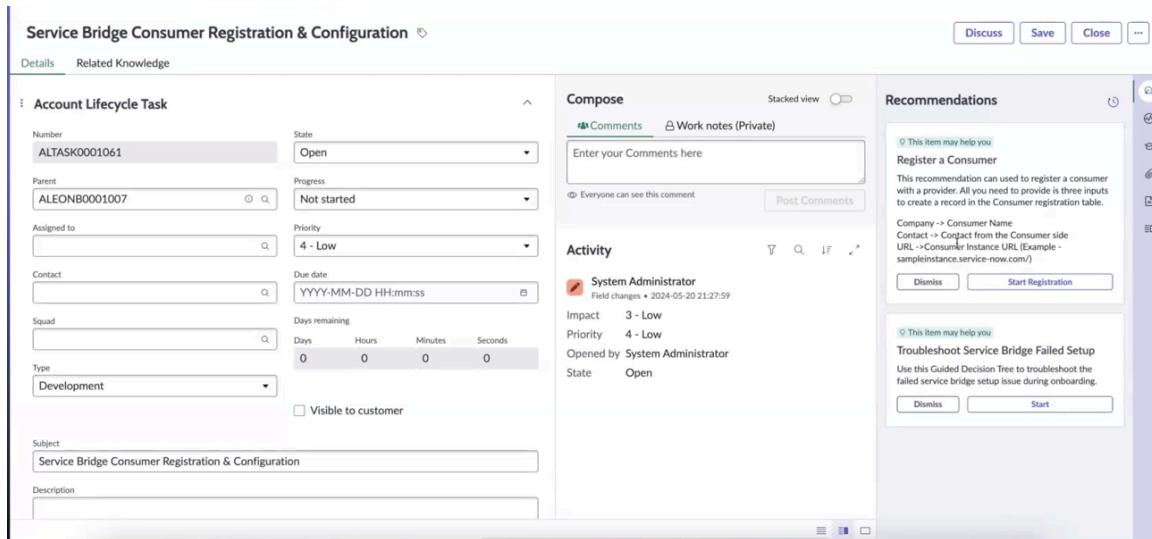 Service Bridge Consumer Registration & Configuration
Discuss
Save
Close
...
Details
Related Knowledge
Account Lifecycle Task
Number
ALTASK0001061
State
Open
Parent
ALEONB0001007
Progress
Not started
Assigned to
Priority
4 - Low
Contact
Due date
YYYY-MM-DD HH:mm:ss
Squad
Days remaining
Days Hours Minutes Seconds
0 0 0 0
Type
Development
Visible to customer
Subject
Service Bridge Consumer Registration & Configuration
Description
Compose
Stacked view
Comments
Work notes (Private)
Enter your Comments here
Everyone can see this comment
Post Comments
Activity
System Administrator
Field changes • 2024-05-20 21:27:59
Impact 3 - Low
Priority 4 - Low
Opened by System Administrator
State Open
Recommendations
This item may help you
Register a Consumer
This recommendation can used to register a consumer
with a provider. All you need to provide is three inputs
to create a record in the Consumer registration table.
Company -> Consumer Name
Contact -> Contact from the Consumer side
URL ->Consumer Instance URL (Example -
sampleinstance.service-now.com/)
Dismiss
Start Registration
This item may help you
Troubleshoot Service Bridge Failed Setup
Use this Guided Decision Tree to troubleshoot the
failed service bridge setup issue during onboarding.
Dismiss
Start